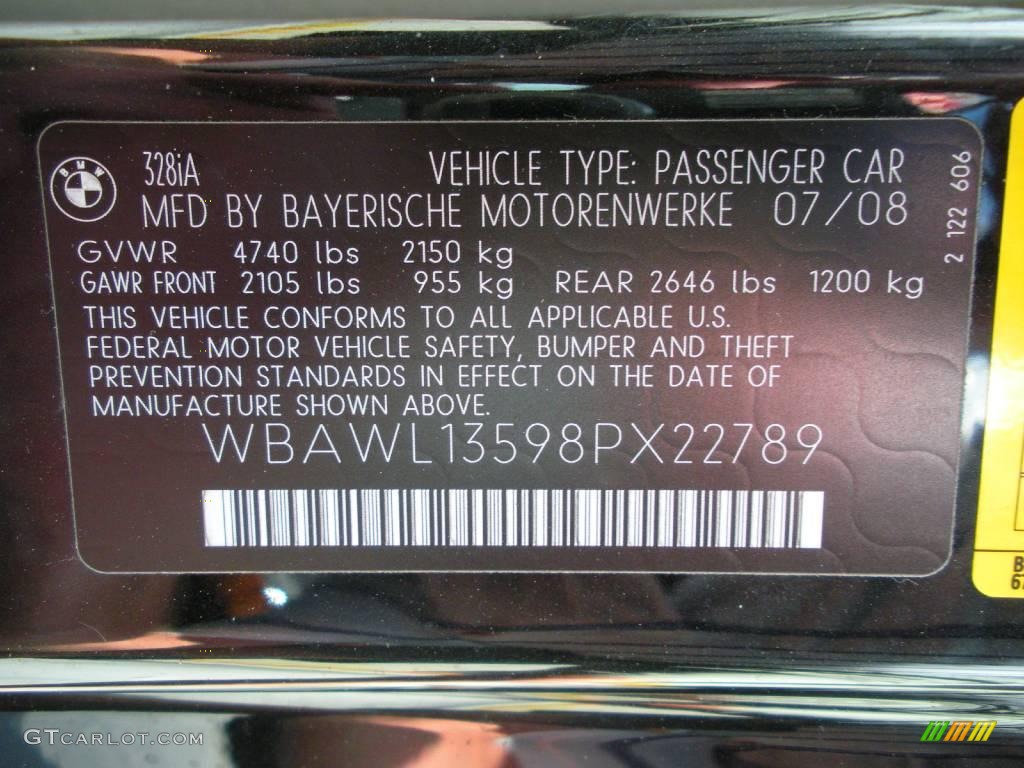 BMW
328iA VEHICLE TYPE: PASSENGER CAR
MFD BY BAYERISCHE MOTORENWERKE 07/08
GVWR 4740 lbs 2150 kg
GAWR FRONT 2105 lbs 955 kg REAR 2646 lbs 1200 kg
THIS VEHICLE CONFORMS TO ALL APPLICABLE U.S.
FEDERAL MOTOR VEHICLE SAFETY, BUMPER AND THEFT
PREVENTION STANDARDS IN EFFECT ON THE DATE OF
MANUFACTURE SHOWN ABOVE.
WBAWL13598PX22789
2 122 606
GTCARLOT.COM